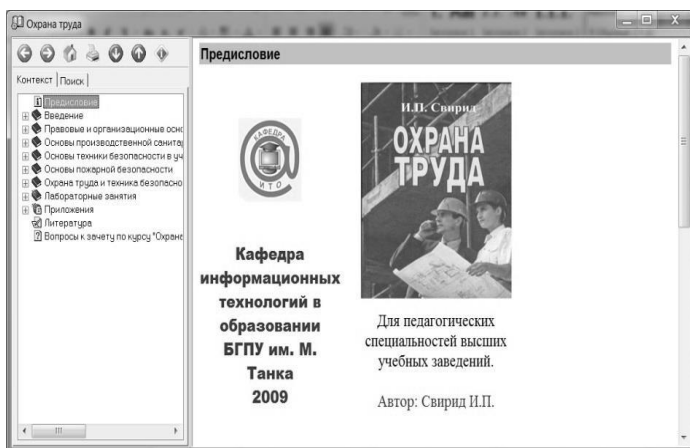 Охрана труда
Контекст
Поиск
Предисловие
Введение
Правовые и организационные осно
Основы производственной санита
Основы техники безопасности в уч
Основы пожарной безопасности
Охрана труда и техника безопасно
Лабораторные занятия
Приложения
Литература
Вопросы к зачету по курсу "Охрана
Предисловие
КАФЕДРА
ИТО
Кафедра
информационных
технологий в
образовании
БГПУ им. М.
Танка
2009
И.П. Свирид
ОХРАНА
ТРУДА
Для педагогических
специальностей высших
учебных заведений.
Автор: Свирид И.П.